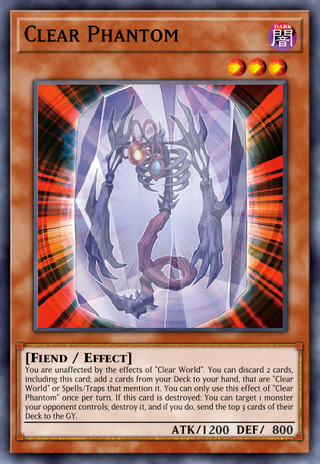 Clear Phantom
DARK
闇
[Fiend / Effect]
You are unaffected by the effects of "Clear World". You can discard 2 cards,
including this card; add 2 cards from your Deck to your hand, that are "Clear
World" or Spells/Traps that mention it. You can only use this effect of "Clear
Phantom" once per turn. If this card is destroyed: You can target 1 monster
your opponent controls; destroy it, and if you do, send the top 3 cards of their
Deck to the GY.
ATK/1200 DEF/ 800